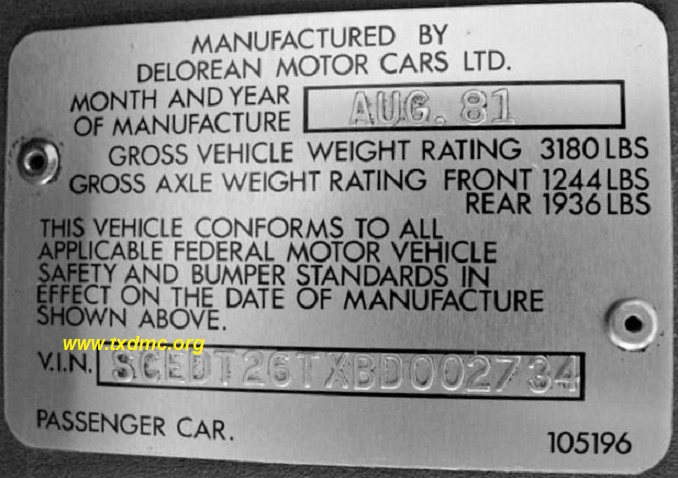 MANUFACTURED BY
DELOREAN MOTOR CARS LTD.
MONTH AND YEAR
OF MANUFACTURE AUG. 81
GROSS VEHICLE WEIGHT RATING 3180 LBS
GROSS AXLE WEIGHT RATING FRONT 1244 LBS
REAR 1936 LBS
THIS VEHICLE CONFORMS TO ALL
APPLICABLE FEDERAL MOTOR VEHICLE
SAFETY AND BUMPER STANDARDS IN
EFFECT ON THE DATE OF MANUFACTURE
SHOWN ABOVE.
www.txdmc.org
V.I.N. SCEDT26TXBD002734
PASSENGER CAR.
105196